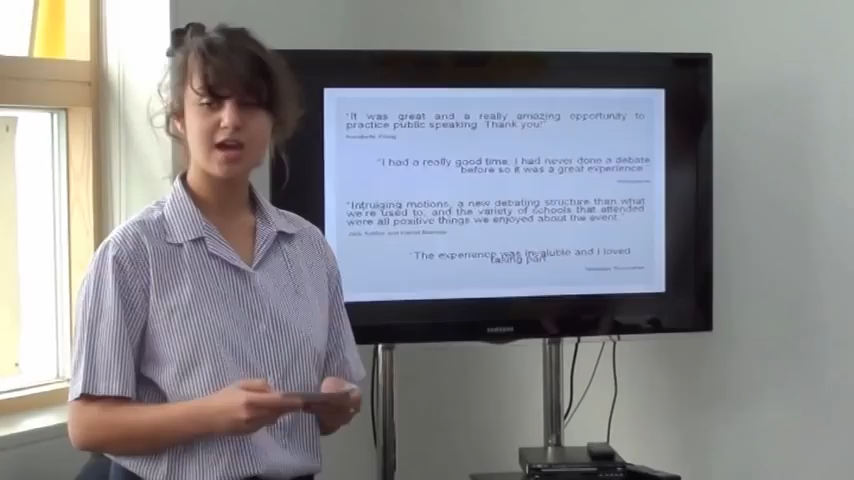 "It was great and a really amazing opportunity to
practice public speaking. Thank you!"
"I had a really good time. I had never done a debate
before so it was a great experience."
"Intruiging motions, a new debating structure than what
we're used to, and the variety of schools that attended
were all positive things we enjoyed about the event."
"The experience was invaluble and I loved
taking part"
SAMSUNG